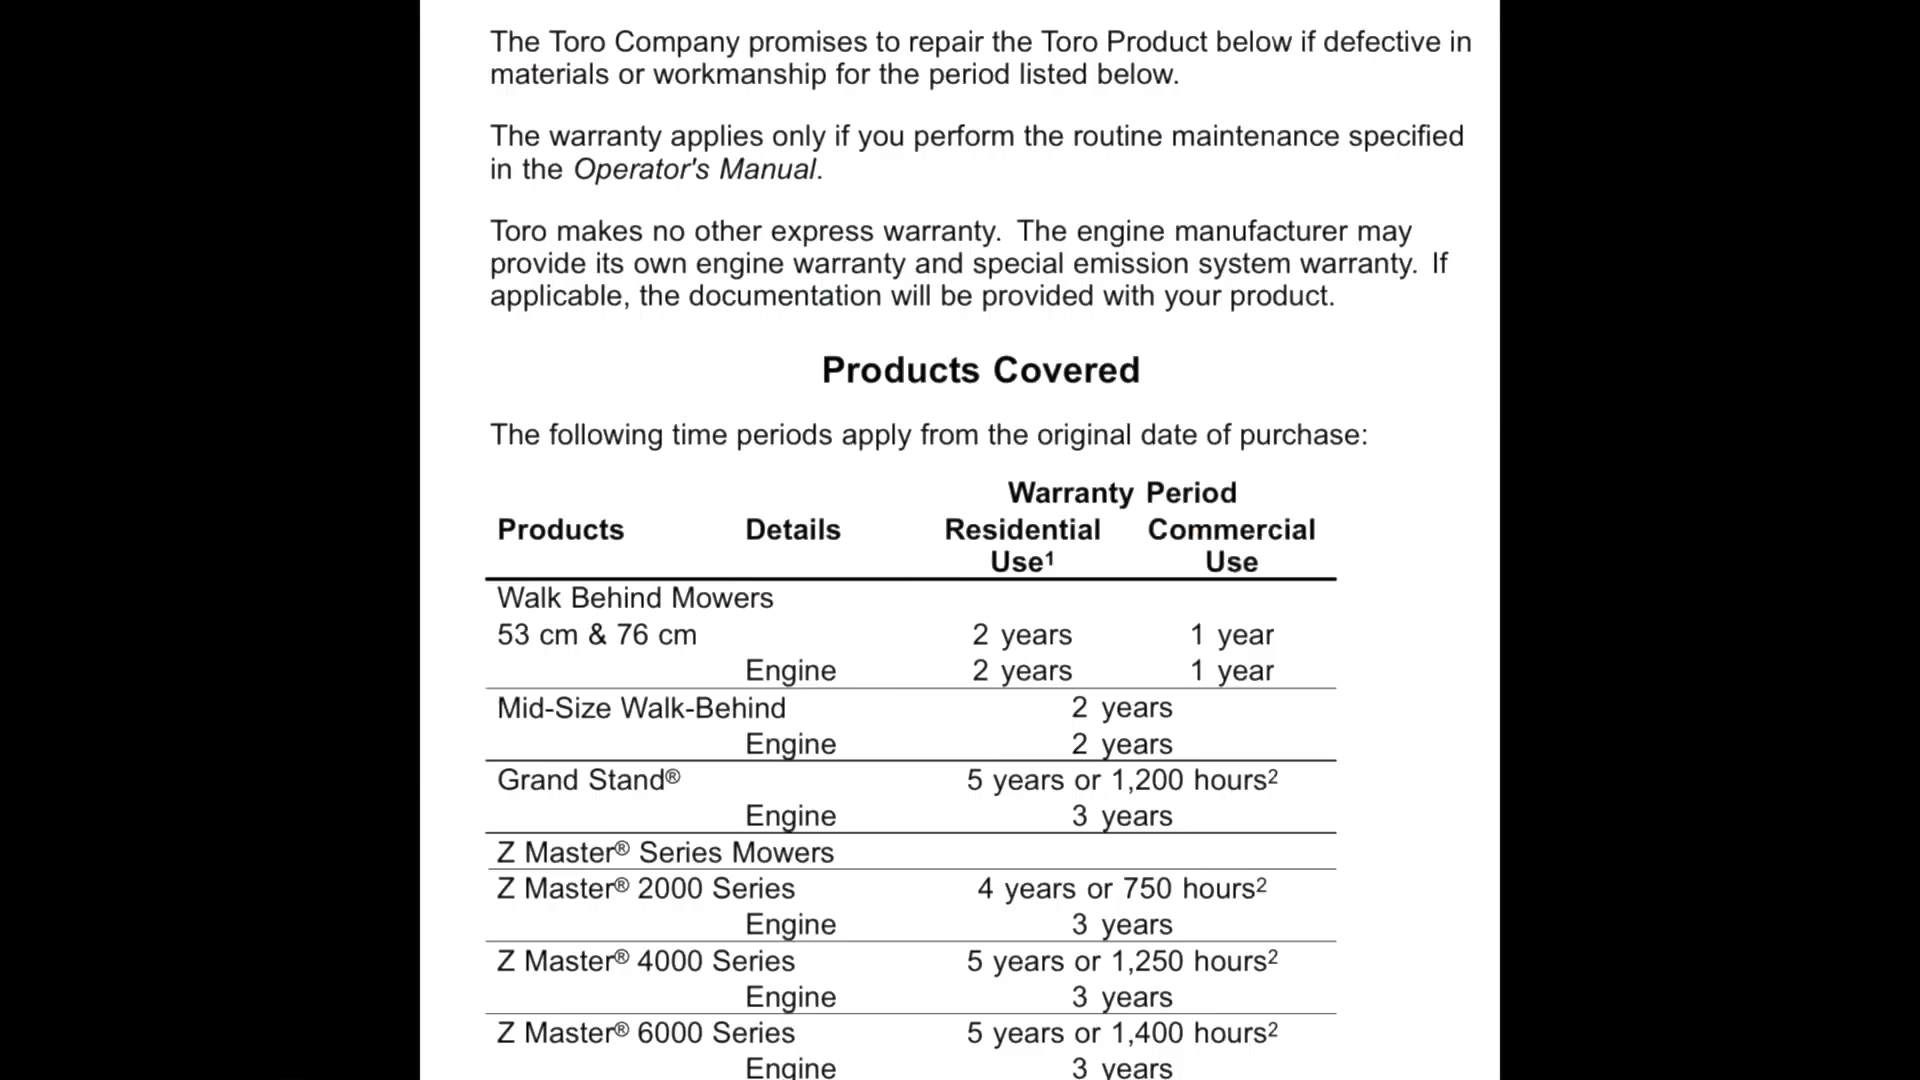 The Toro Company promises to repair the Toro Product below if defective in
materials or workmanship for the period listed below.
The warranty applies only if you perform the routine maintenance specified
in the Operator's Manual.
Toro makes no other express warranty. The engine manufacturer may
provide its own engine warranty and special emission system warranty. If
applicable, the documentation will be provided with your product.
Products Covered
The following time periods apply from the original date of purchase:
Warranty Period
Products Details Residential Commercial
Use¹ Use
Walk Behind Mowers
53 cm & 76 cm 2 years 1 year
Engine 2 years 1 year
Mid-Size Walk-Behind 2 years
Engine 2 years
Grand Stand® 5 years or 1,200 hours²
Engine 3 years
Z Master® Series Mowers
Z Master® 2000 Series 4 years or 750 hours²
Engine 3 years
Z Master® 4000 Series 5 years or 1,250 hours²
Engine 3 years
Z Master® 6000 Series 5 years or 1,400 hours²
Engine 3 years